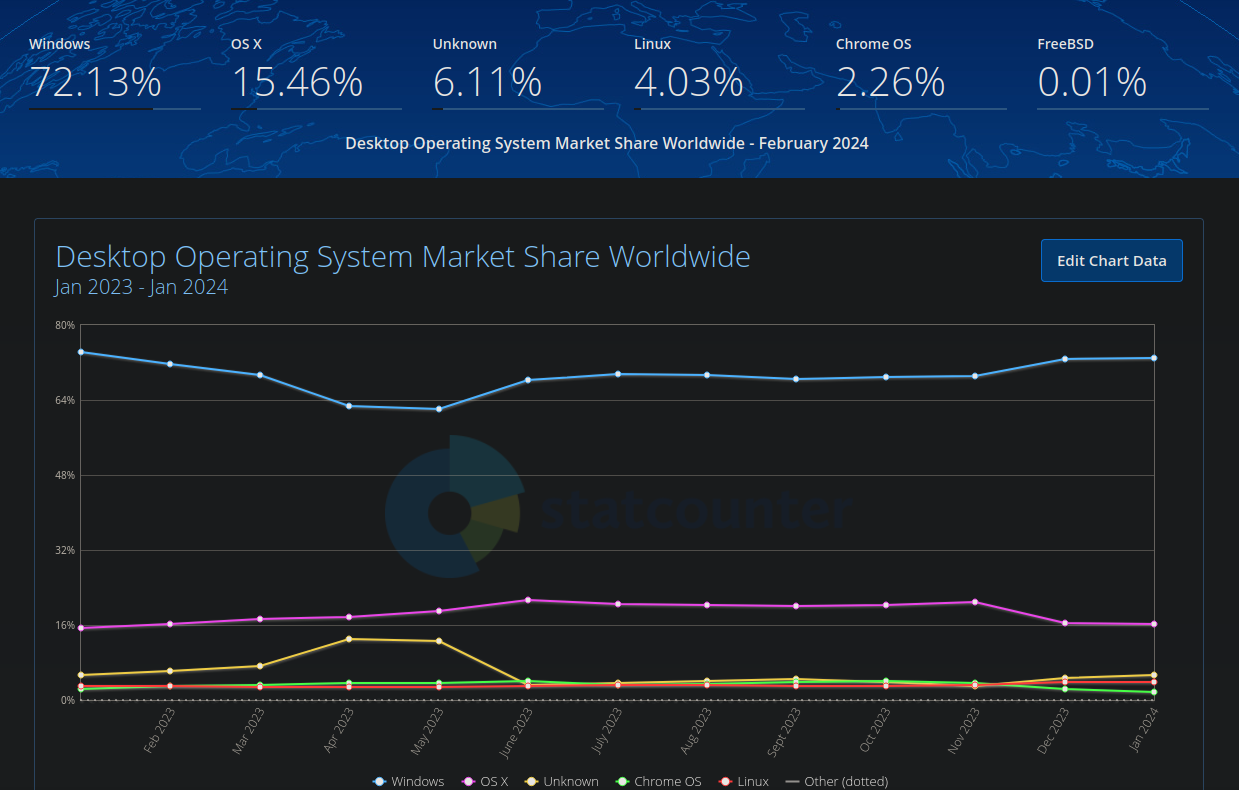 Windows OS X Unknown Linux Chrome OS FreeBSD
72.13% 15.46% 6.11% 4.03% 2.26% 0.01%
Desktop Operating System Market Share Worldwide - February 2024
Desktop Operating System Market Share Worldwide
Jan 2023 - Jan 2024
Edit Chart Data
80%
64%
48%
32%
16%
0%
statcounter
Feb 2023
Mar 2023
Apr 2023
May 2023
June 2023
July 2023
Aug 2023
Sept 2023
Oct 2023
Nov 2023
Dec 2023
Jan 2024
Windows OS X Unknown Chrome OS Linux Other (dotted)